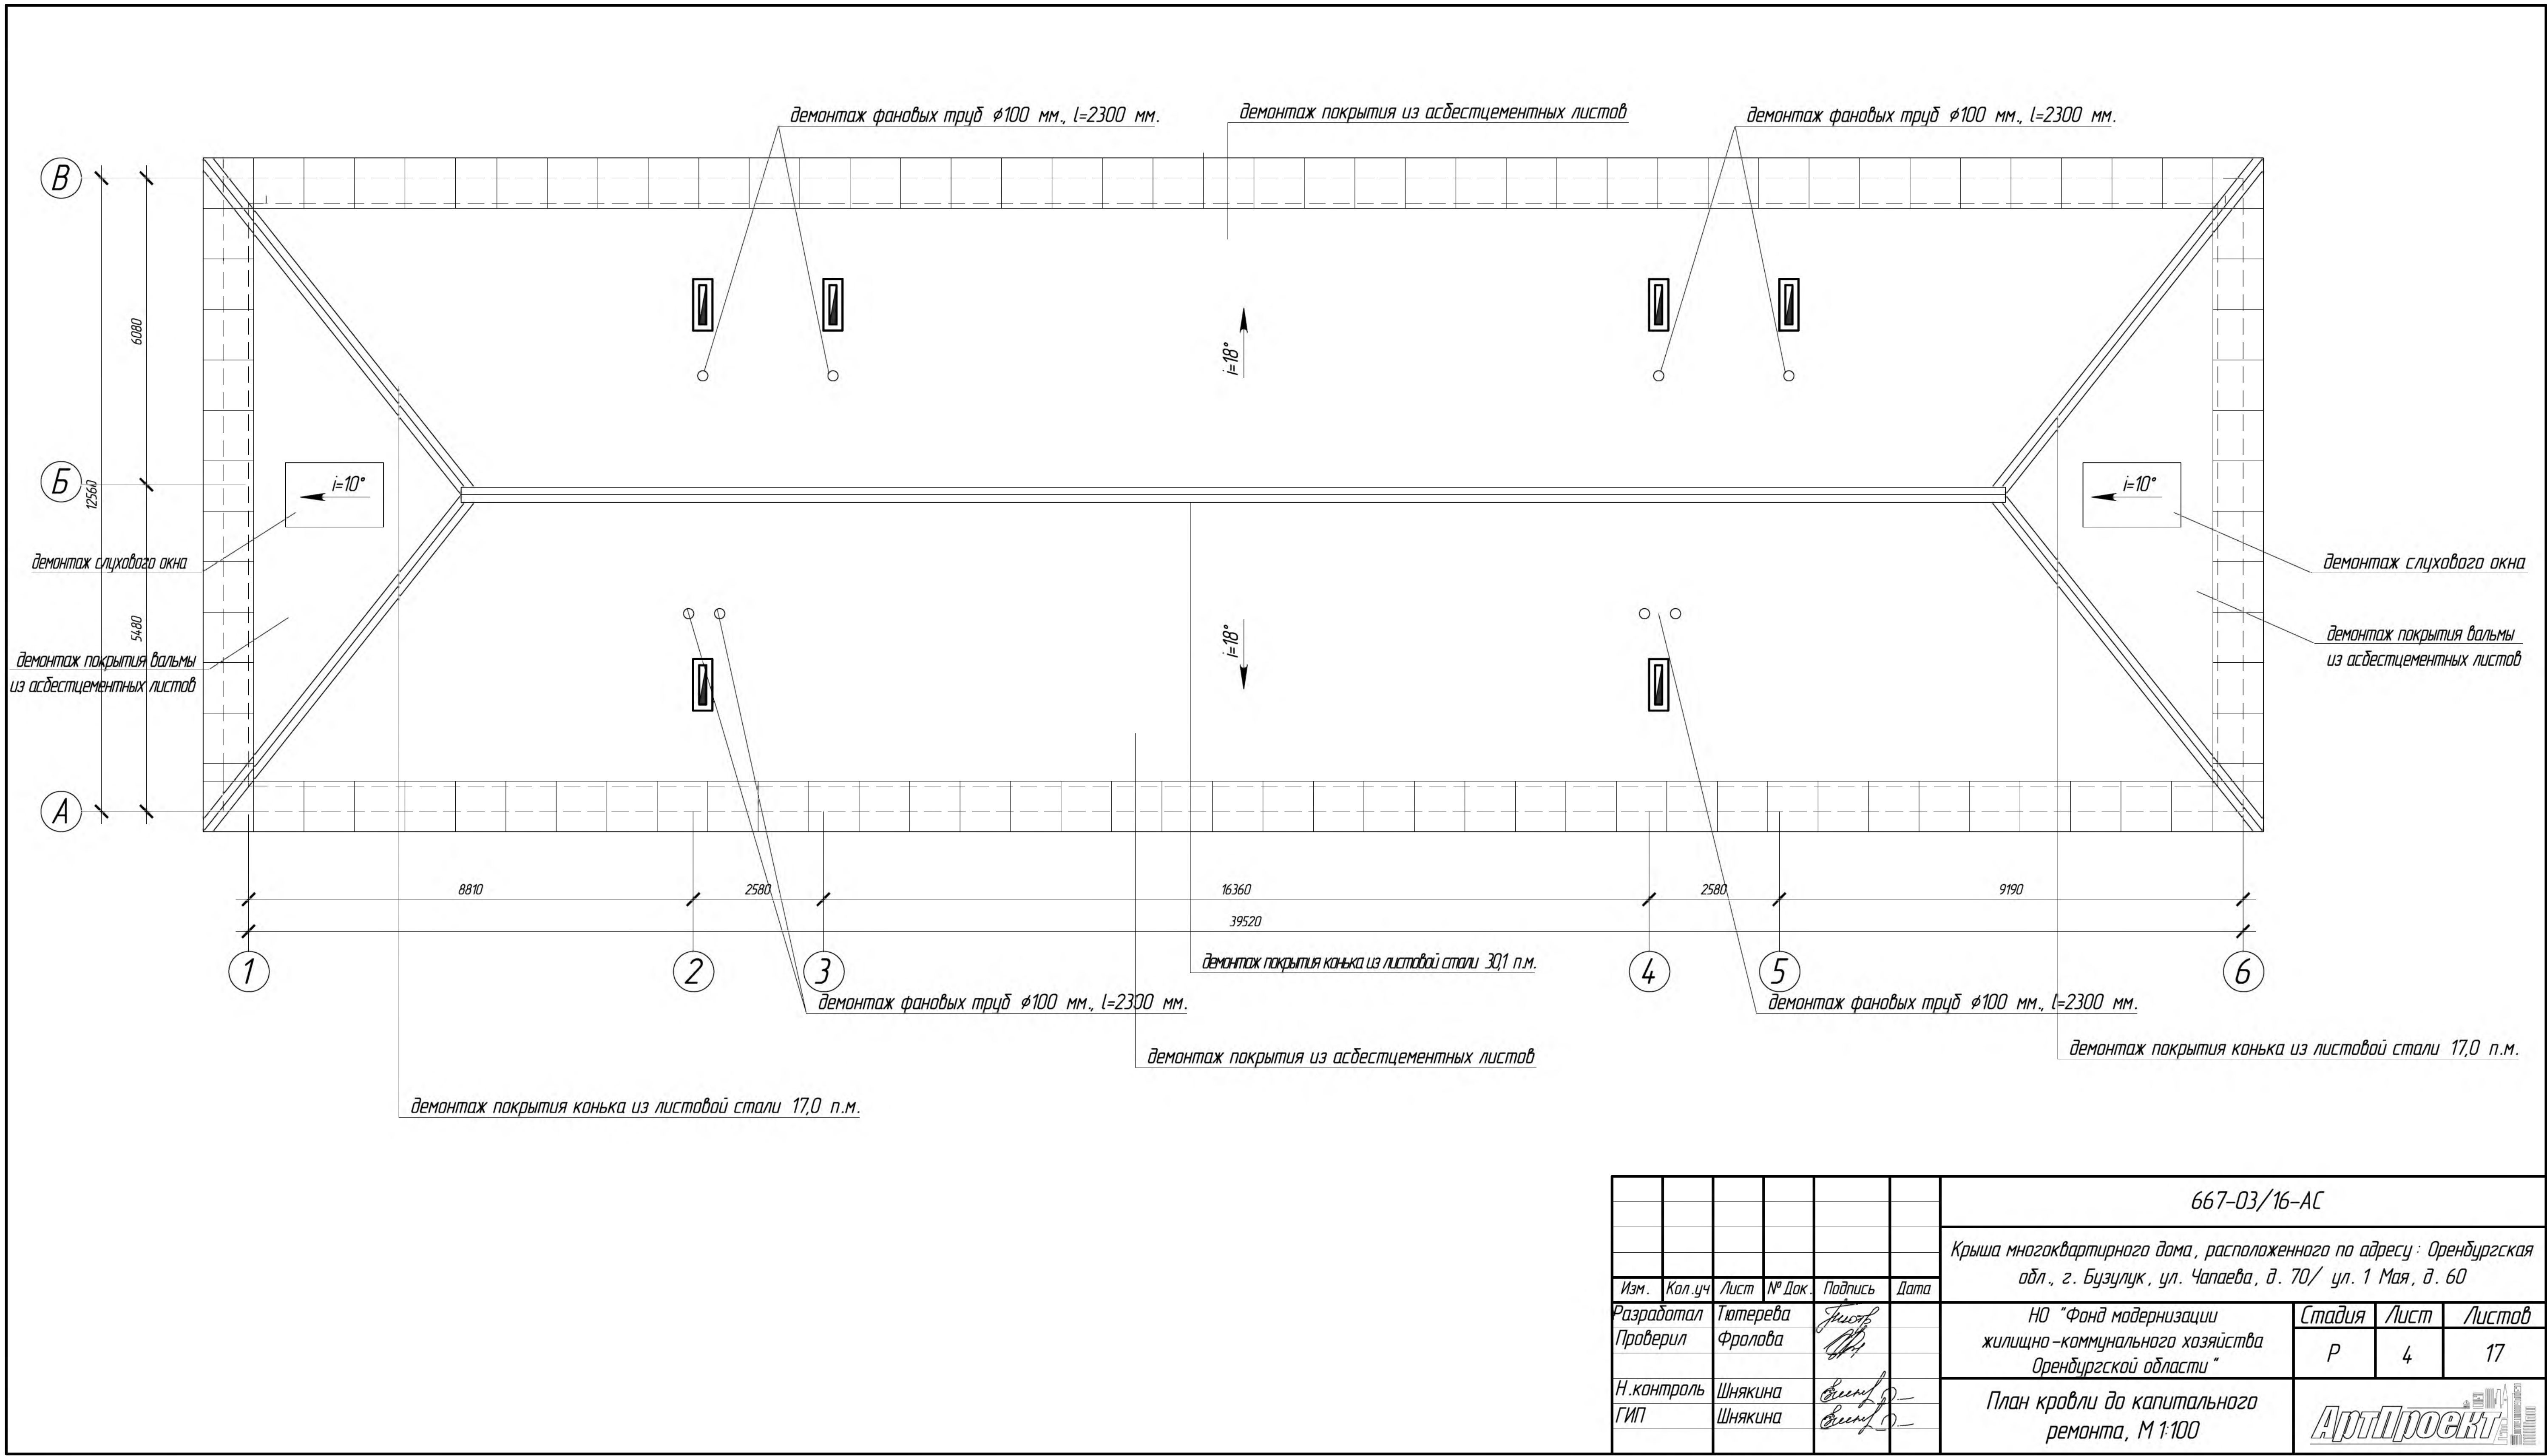 демонтаж фановых труб ⌀100 мм., l=2300 мм.
демонтаж покрытия из асбестцементных листов
демонтаж фановых труб ⌀100 мм., l=2300 мм.
В
6080
i=18°
Б
12560
i=10°
i=10°
демонтаж слухового окна
демонтаж слухового окна
5480
i=18°
демонтаж покрытия вальмы
из асбестцементных листов
демонтаж покрытия вальмы
из асбестцементных листов
А
8810
2580
16360
2580
9190
39520
1
2
3
4
5
6
демонтаж покрытия конька из листовой стали 30,1 п.м.
демонтаж фановых труб ⌀100 мм., l=2300 мм.
демонтаж фановых труб ⌀100 мм., l=2300 мм.
демонтаж покрытия из асбестцементных листов
демонтаж покрытия конька из листовой стали 17,0 п.м.
демонтаж покрытия конька из листовой стали 17,0 п.м.
667-03/16-АС
Крыша многоквартирного дома, расположенного по адресу: Оренбургская
обл., г. Бузулук, ул. Чапаева, д. 70/ ул. 1 Мая, д. 60
Изм. Кол.уч Лист № Док. Подпись Дата
Разработал Тютерева
Проверил Фролова
Н.контроль Шнякина
ГИП Шнякина
НО "Фонд модернизации
жилищно-коммунального хозяйства
Оренбургской области"
Стадия Лист Листов
Р 4 17
План кровли до капитального
ремонта, М 1:100
АртПроект